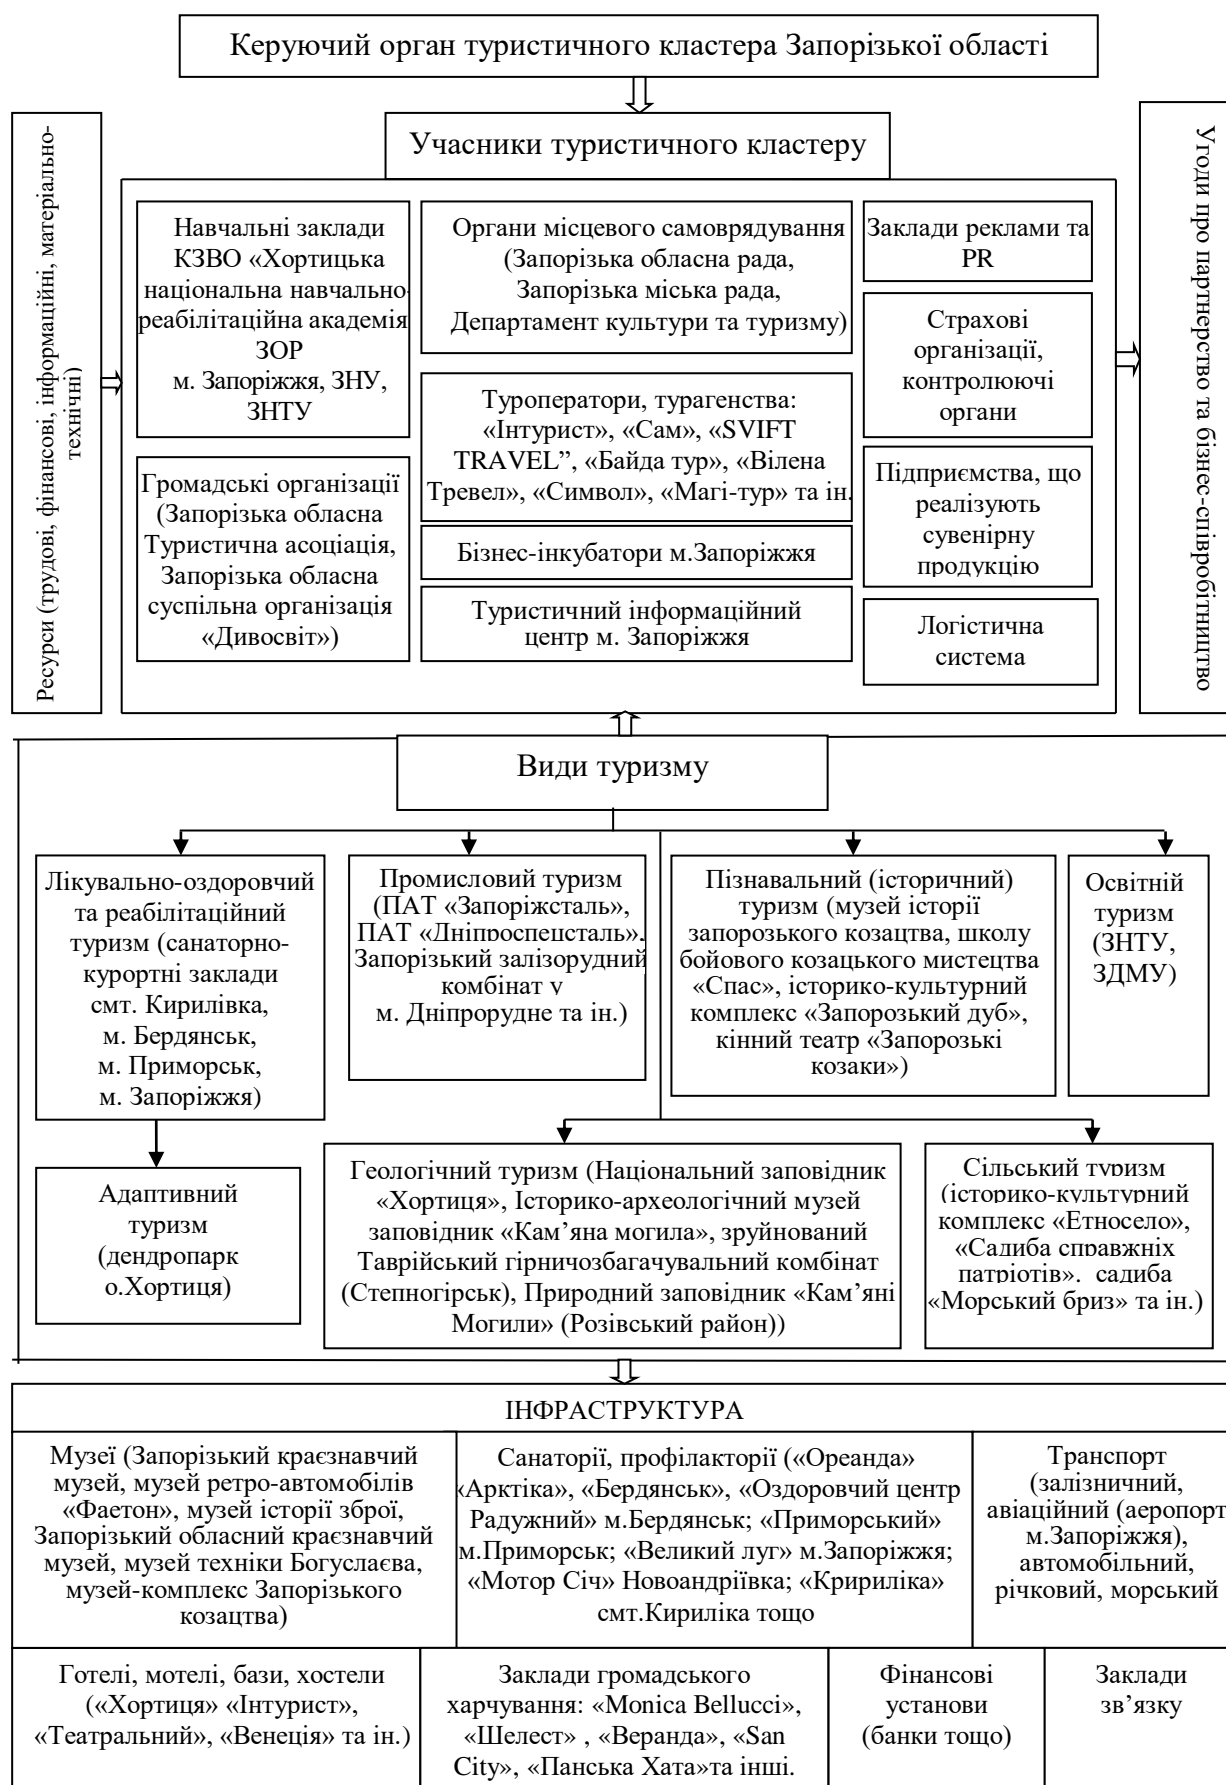 Керуючий орган туристичного кластера Запорізької області
Ресурси (трудові, фінансові, інформаційні, матеріально-
технічні)
Учасники туристичного кластеру
Навчальні заклади
КЗВО «Хортицька
національна навчально-
реабілітаційна академія
ЗОР
м. Запоріжжя, ЗНУ,
ЗНТУ
Громадські організації
(Запорізька обласна
Туристична асоціація,
Запорізька обласна
суспільна організація
«Дивосвіт»)
Органи місцевого самоврядування
(Запорізька обласна рада,
Запорізька міська рада,
Департамент культури та туризму)
Туроператори, турагенства:
«Інтурист», «Сам», «SVIFT
TRAVEL”, «Байда тур», «Вілена
Тревел», «Символ», «Магі-тур» та ін.
Бізнес-інкубатори м.Запоріжжя
Туристичний інформаційний
центр м. Запоріжжя
Заклади реклами та
PR
Страхові
організації,
контролюючі
органи
Підприємства, що
реалізують
сувенірну
продукцію
Логістична
система
Угоди про партнерство та бізнес-співробітництво
Види туризму
Лікувально-оздоровчий
та реабілітаційний
туризм (санаторно-
курортні заклади
смт. Кирилівка,
м. Бердянськ,
м. Приморськ,
м. Запоріжжя)
Промисловий туризм
(ПАТ «Запоріжсталь»,
ПАТ «Дніпроспецсталь».
Запорізький залізорудний
комбінат у
м. Дніпрорудне та ін.)
Пізнавальний (історичний)
туризм (музей історії
запорозького козацтва, школу
бойового козацького мистецтва
«Спас», історико-культурний
комплекс «Запорозький дуб»,
кінний театр «Запорозькі
козаки»)
Освітній
туризм
(ЗНТУ,
ЗДМУ)
Адаптивний
туризм
(дендропарк
о.Хортиця)
Геологічний туризм (Національний заповідник
«Хортиця», Історико-археологічний музей
заповідник «Кам’яна могила», зруйнований
Таврійський гірничозбагачувальний комбінат
(Степногірськ), Природний заповідник «Кам’яні
Могили» (Розівський район))
Сільський туризм
(історико-культурний
комплекс «Етносело»,
«Садиба справжніх
патріотів». садиба
«Морський бриз» та ін.)
ІНФРАСТРУКТУРА
Музеї (Запорізький краєзнавчий
музей, музей ретро-автомобілів
«Фаетон», музей історії зброї,
Запорізький обласний краєзнавчий
музей, музей техніки Богуслаєва,
музей-комплекс Запорізького
козацтва)
Санаторії, профілакторії («Ореанда»
«Арктіка», «Бердянськ», «Оздоровчий центр
Радужний” м.Бердянськ; «Приморський»
м.Приморськ; «Великий луг» м.Запоріжжя;
«Мотор Січ» Новоандріївка; «Кририліка»
смт.Кириліка тощо
Транспорт
(залізничний,
авіаційний (аеропорт
м.Запоріжжя),
автомобільний,
річковий, морський
Готелі, мотелі, бази, хостели
(«Хортиця» «Інтурист»,
«Театральний», «Венеція» та ін.)
Заклади громадського
харчування: «Monica Bellucci»,
«Шелест» , «Веранда», «San
City», «Панська Хата»та інші.
Фінансові
установи
(банки тощо)
Заклади
зв’язку